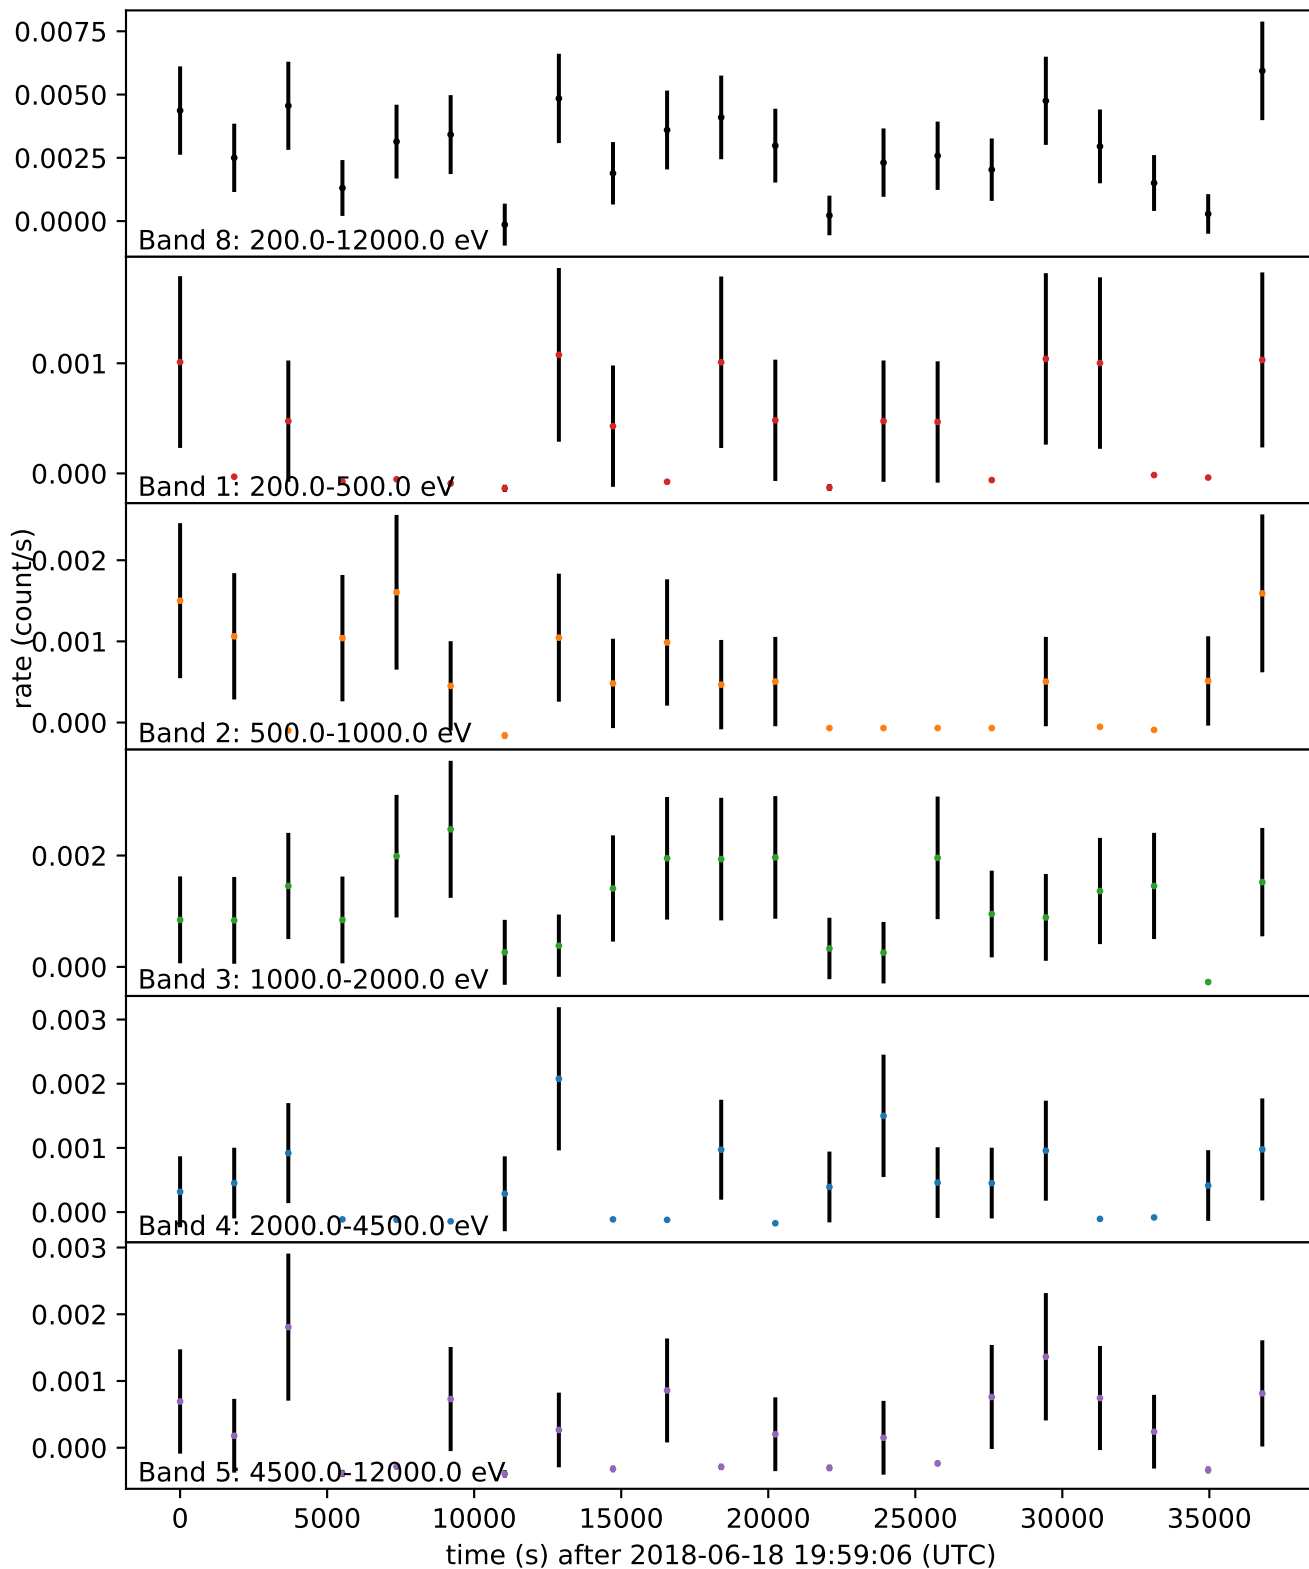 0.0075
0.0050
0.0025
0.0000
Band 8: 200.0-12000.0 eV
0.001
0.000
Band 1: 200.0-500.0 eV
rate (count/s)
0.002
0.001
0.000
Band 2: 500.0-1000.0 eV
0.002
0.000
Band 3: 1000.0-2000.0 eV
0.003
0.002
0.001
0.000
Band 4: 2000.0-4500.0 eV
0.003
0.002
0.001
0.000
Band 5: 4500.0-12000.0 eV
0 5000 10000 15000 20000 25000 30000 35000
time (s) after 2018-06-18 19:59:06 (UTC)